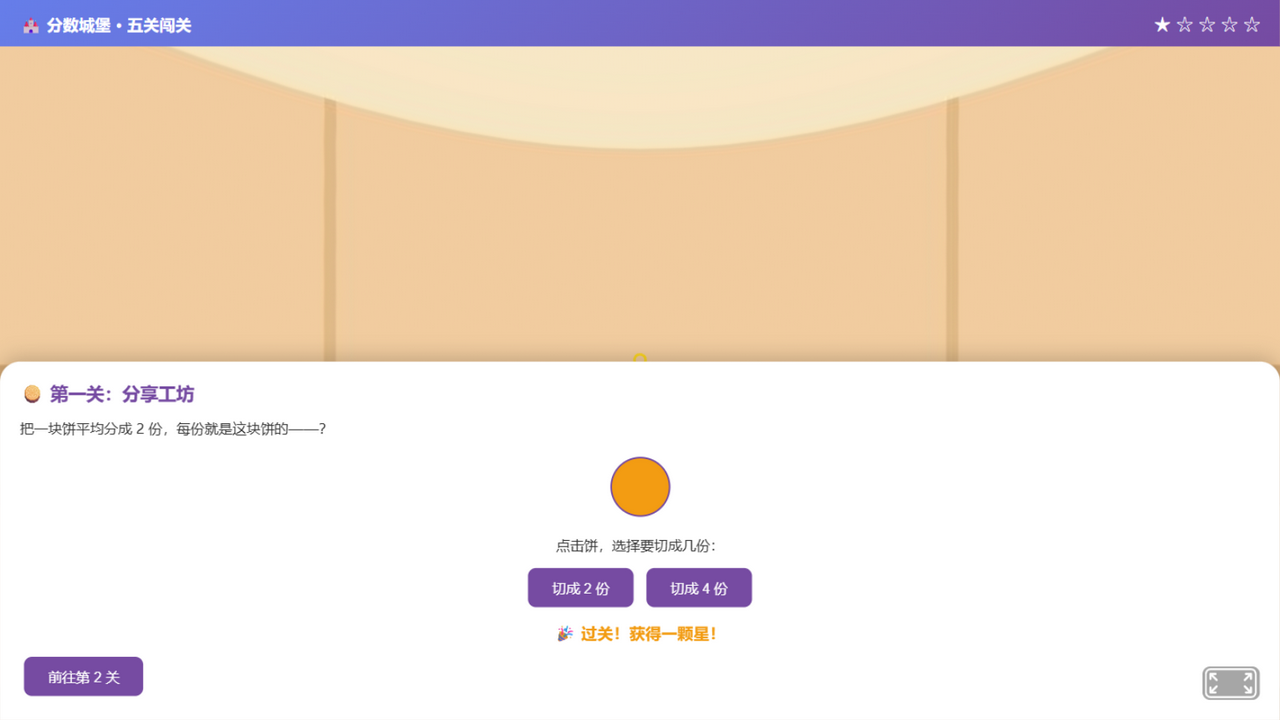 分数城堡·五关闯关
★☆☆☆☆
第一关：分享工坊
把一块饼平均分成 2 份，每份就是这块饼的——？
点击饼，选择要切成几份：
切成 2 份
切成 4 份
过关！获得一颗星！
前往第 2 关